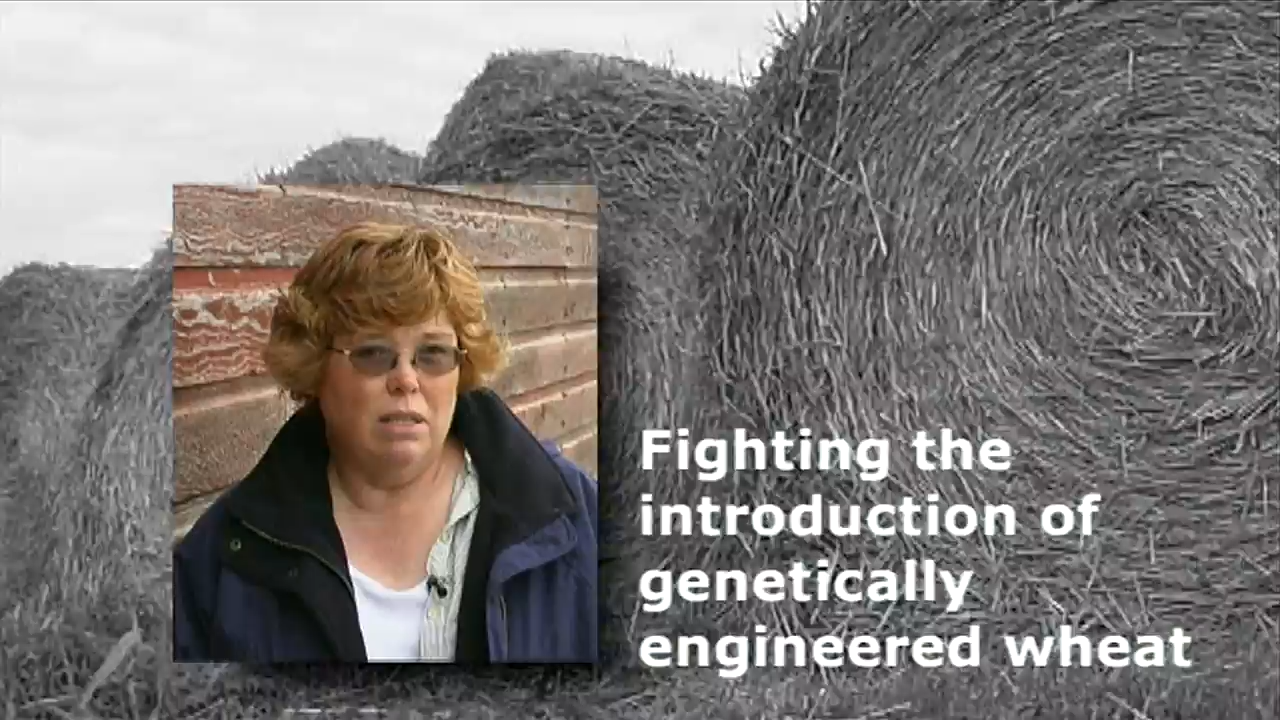 Fighting the
introduction of
genetically
engineered wheat